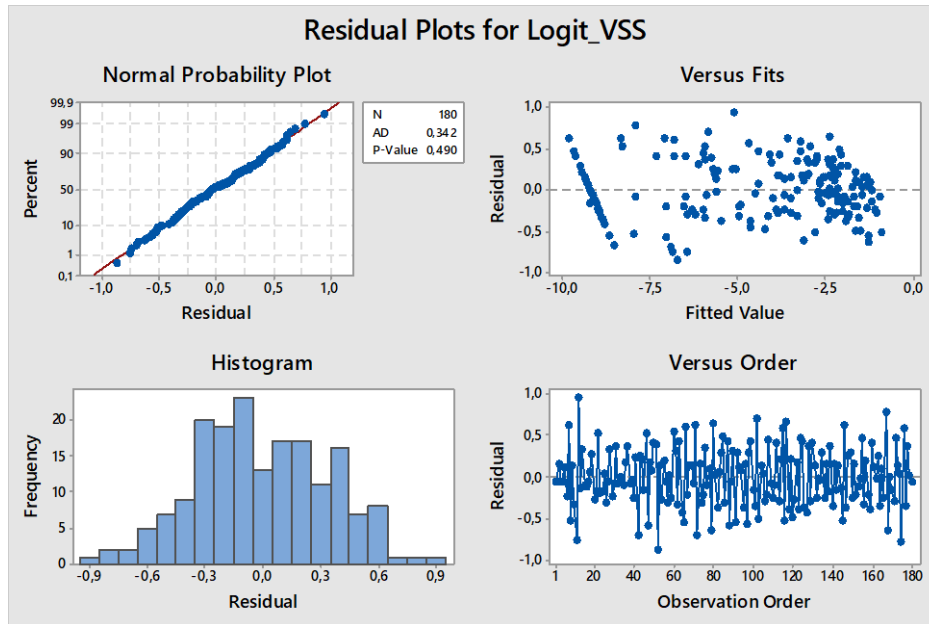 Residual Plots for Logit_VSS
Normal Probability Plot
99,9
99
90
50
10
1
0,1
Percent
-1,0 -0,5 0,0 0,5 1,0
Residual
N 180
AD 0,342
P-Value 0,490
Versus Fits
1,0
0,5
0,0
-0,5
-1,0
Residual
-10,0 -7,5 -5,0 -2,5 0,0
Fitted Value
Histogram
20
15
10
5
0
Frequency
-0,9 -0,6 -0,3 0,0 0,3 0,6 0,9
Residual
Versus Order
1,0
0,5
0,0
-0,5
-1,0
Residual
1 20 40 60 80 100 120 140 160 180
Observation Order